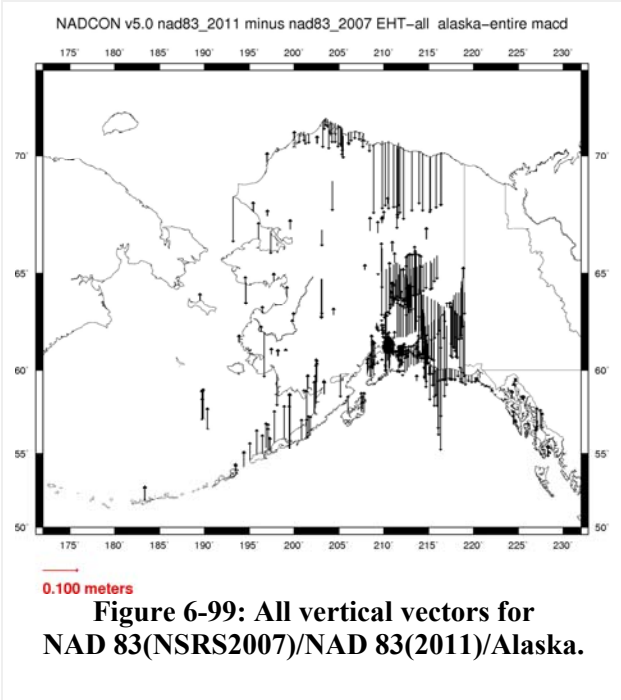 NADCON v5.0 nad83_2011 minus nad83_2007 EHT-all alaska-entire macd
175° 180° 185° 190° 195° 200° 205° 210° 215° 220° 225° 230°
70° 70°
65° 65°
60° 60°
55° 55°
50° 50°
175° 180° 185° 190° 195° 200° 205° 210° 215° 220° 225° 230°
0.100 meters
Figure 6-99: All vertical vectors for
NAD 83(NSRS2007)/NAD 83(2011)/Alaska.